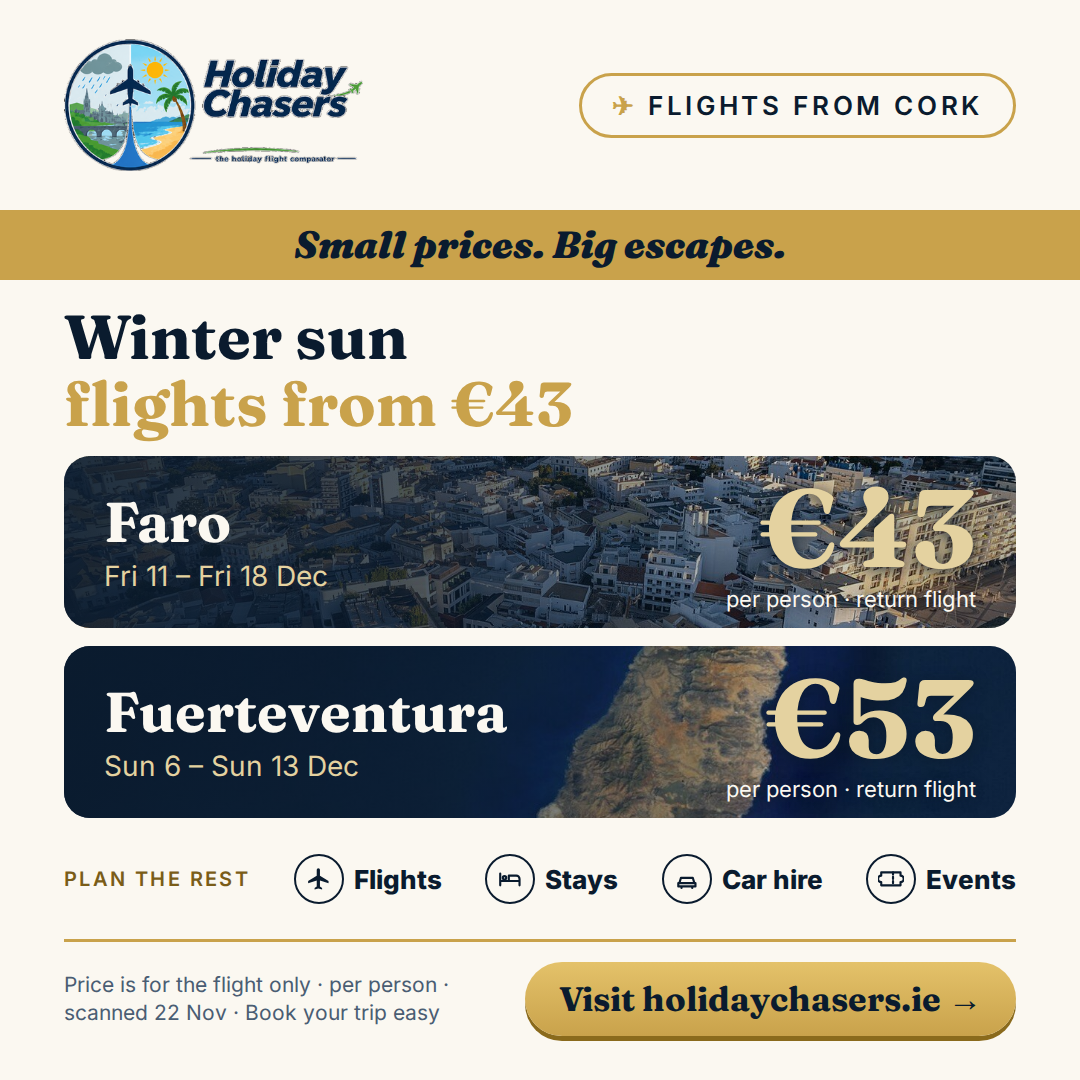 Holiday
Chasers
the holiday flight comparator
✈ FLIGHTS FROM CORK
Small prices. Big escapes.
Winter sun
flights from €43
Faro
Fri 11 – Fri 18 Dec
€43
per person · return flight
Fuerteventura
Sun 6 – Sun 13 Dec
€53
per person · return flight
PLAN THE REST
Flights
Stays
Car hire
Events
Price is for the flight only · per person ·
scanned 22 Nov · Book your trip easy
Visit holidaychasers.ie →